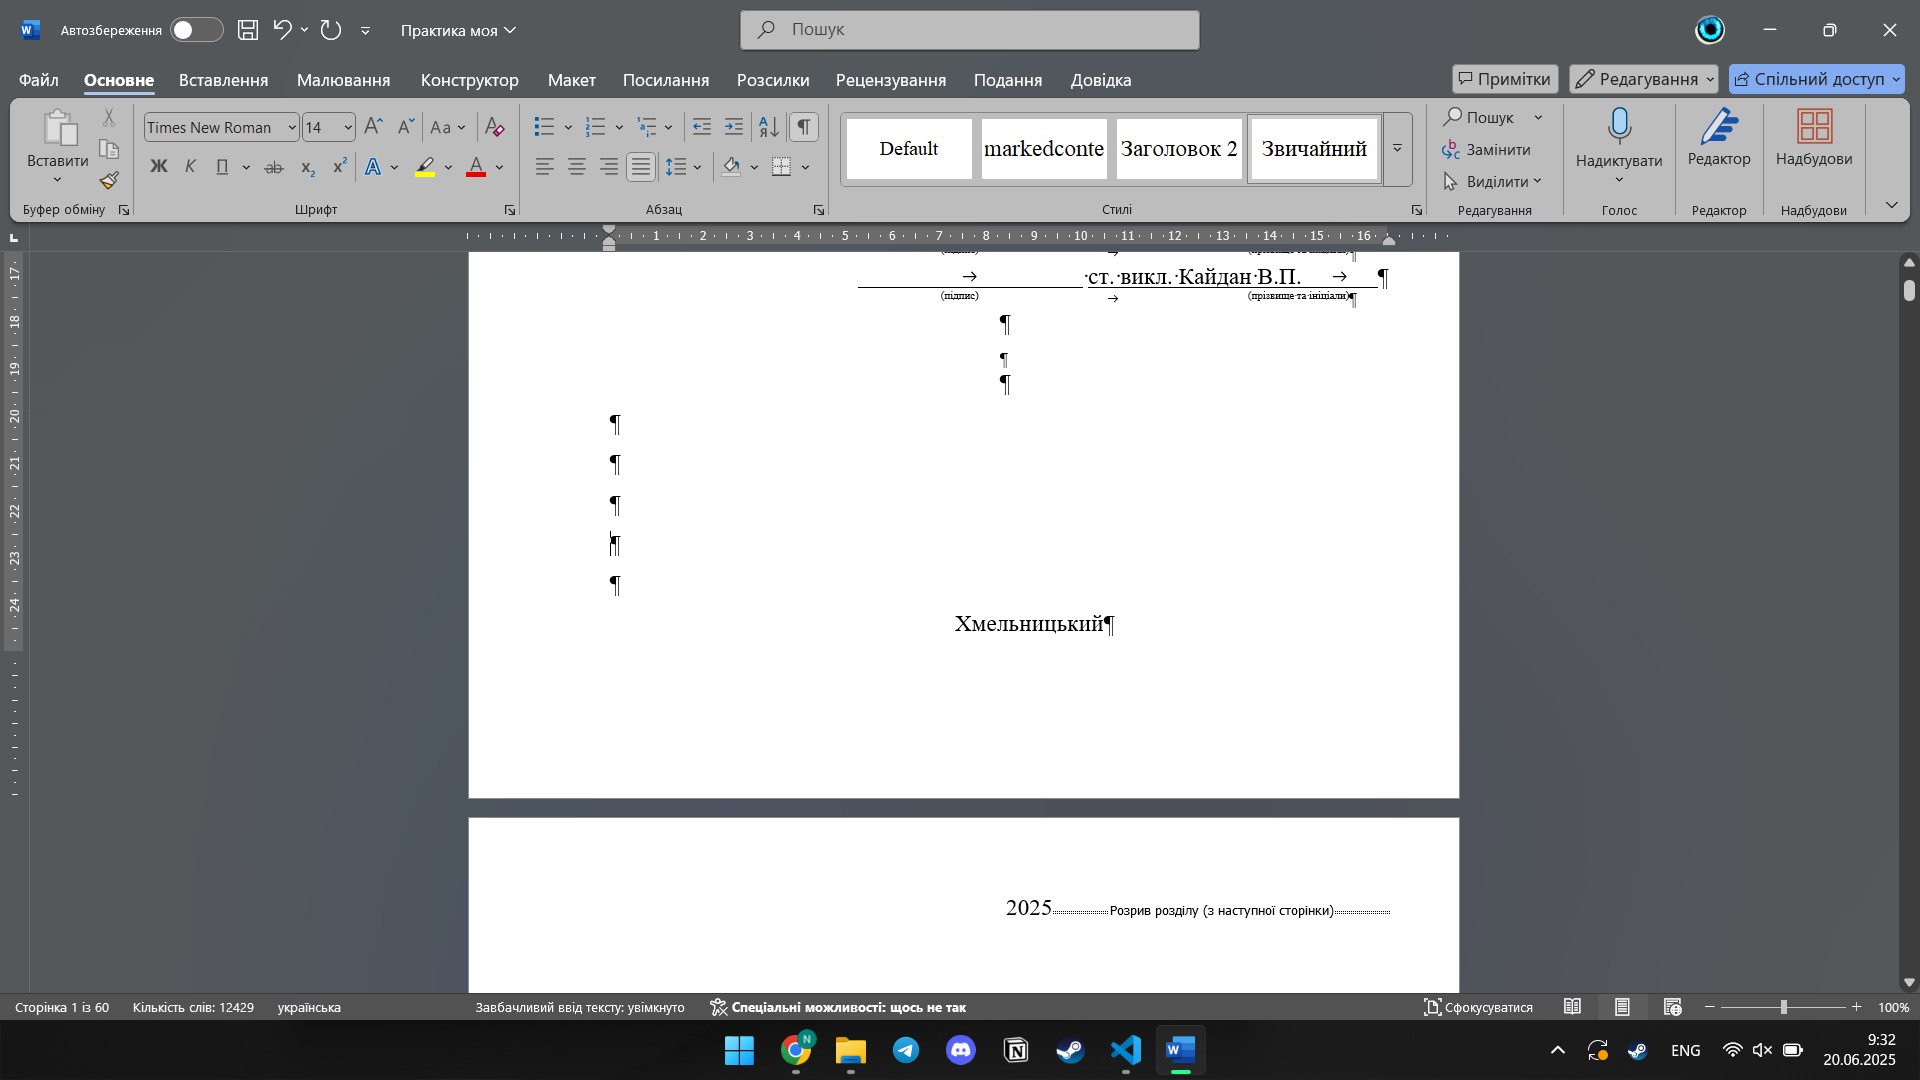 Автозбереження
Практика моя
Пошук
Файл Основне Вставлення Малювання Конструктор Макет Посилання Розсилки Рецензування Подання Довідка Примітки Редагування Спільний доступ
Вставити
Буфер обміну
Times New Roman 14 Aa
Ж К П ab x₂ x² A A
Шрифт
Абзац
Default markedconte Заголовок 2 Звичайний
Стилі
Пошук
Замінити
Виділити
Редагування
Надиктувати
Голос
Редактор
Редактор
Надбудови
Надбудови
1 2 3 4 5 6 7 8 9 10 11 12 13 14 15 16
17
18
19
20
21
22
23
24
→ ·ст.·викл.·Кайдан·В.П. → ¶
(підпис) → (прізвище·та·ініціали)¶
¶
¶
¶
¶
¶
¶
¶
¶
Хмельницький¶
2025 Розрив розділу (з наступної сторінки)
Сторінка 1 із 60 Кількість слів: 12429 українська Завбачливий ввід тексту: увімкнуто Спеціальні можливості: щось не так Сфокусуватися 100%
ENG 9:32
20.06.2025